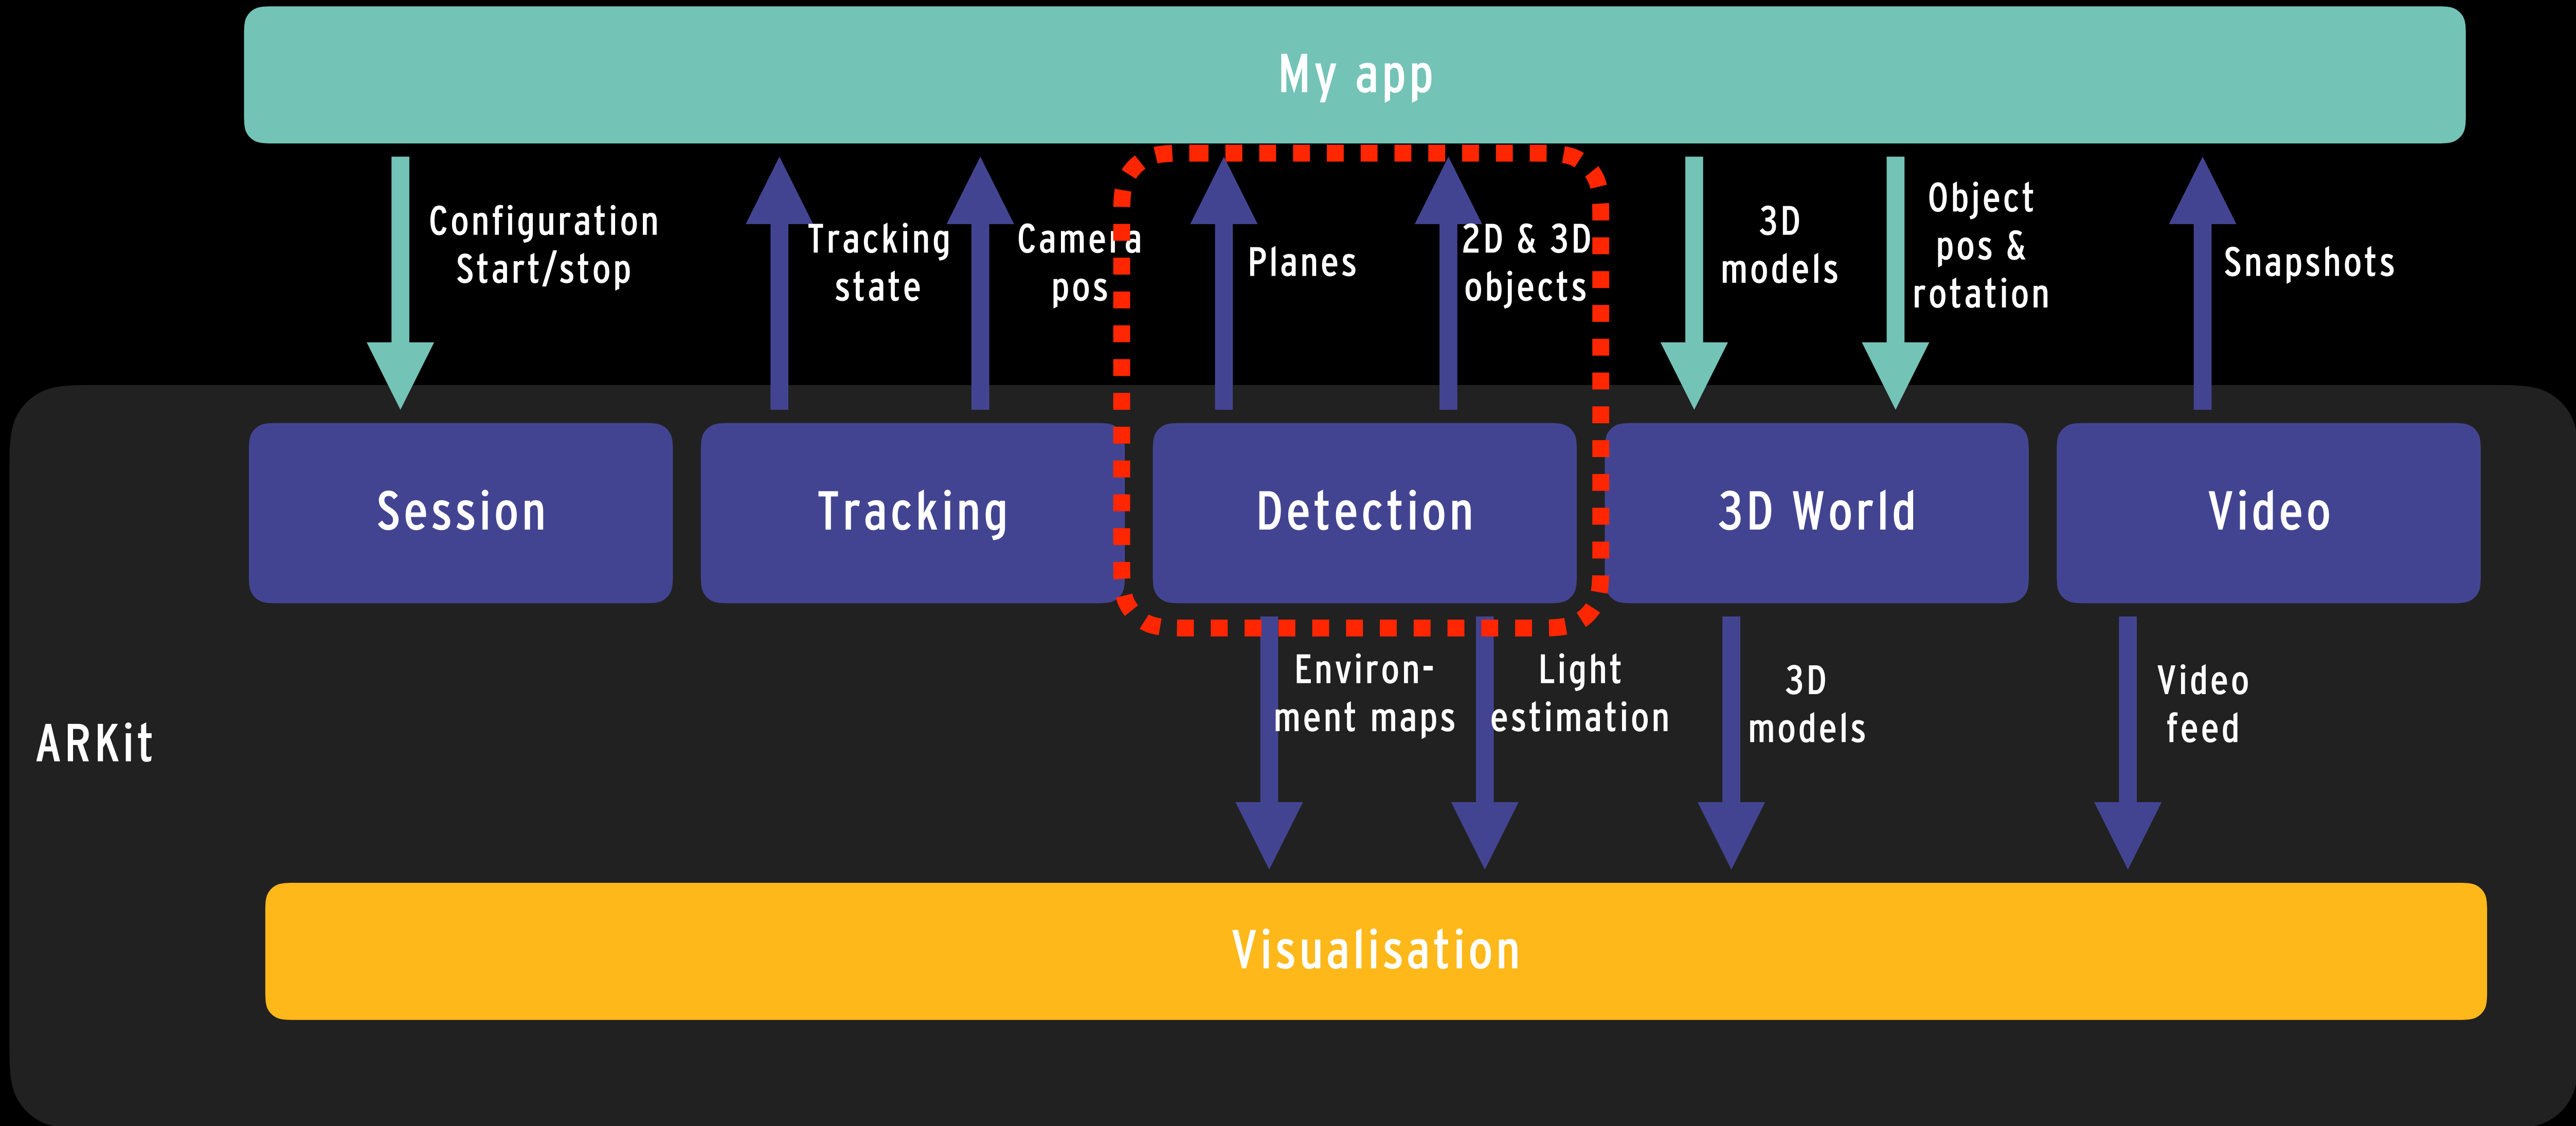 My app
Configuration
Start/stop
Tracking
state
Camera
pos
Planes
2D & 3D
objects
3D
models
Object
pos &
rotation
Snapshots
Session
Tracking
Detection
3D World
Video
ARKit
Environ-
ment maps
Light
estimation
3D
models
Video
feed
Visualisation